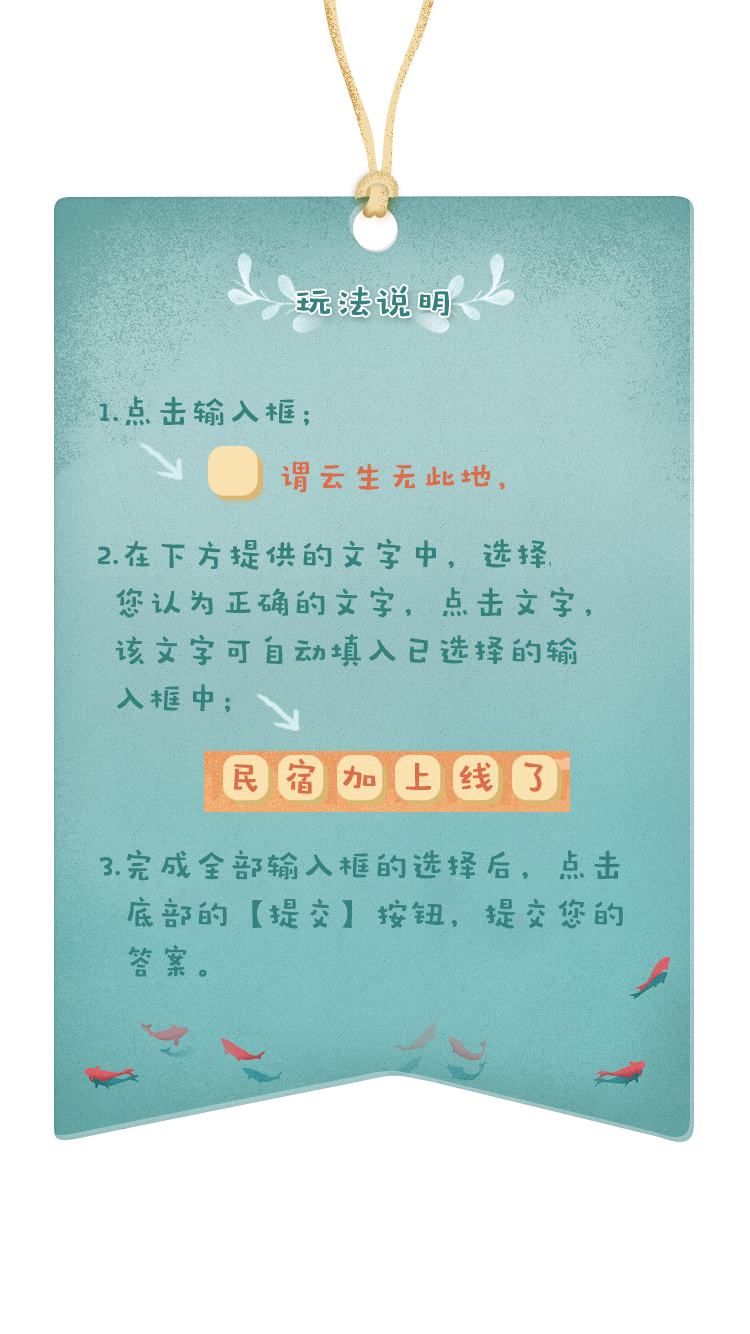 玩法说明
1.点击输入框;
谓云生无此地,
2.在下方提供的文字中,选择
您认为正确的文字,点击文字,
该文字可自动填入已选择的输
入框中;
民宿加上线了
3.完成全部输入框的选择后,点击
底部的【提交】按钮,提交您的
答案。